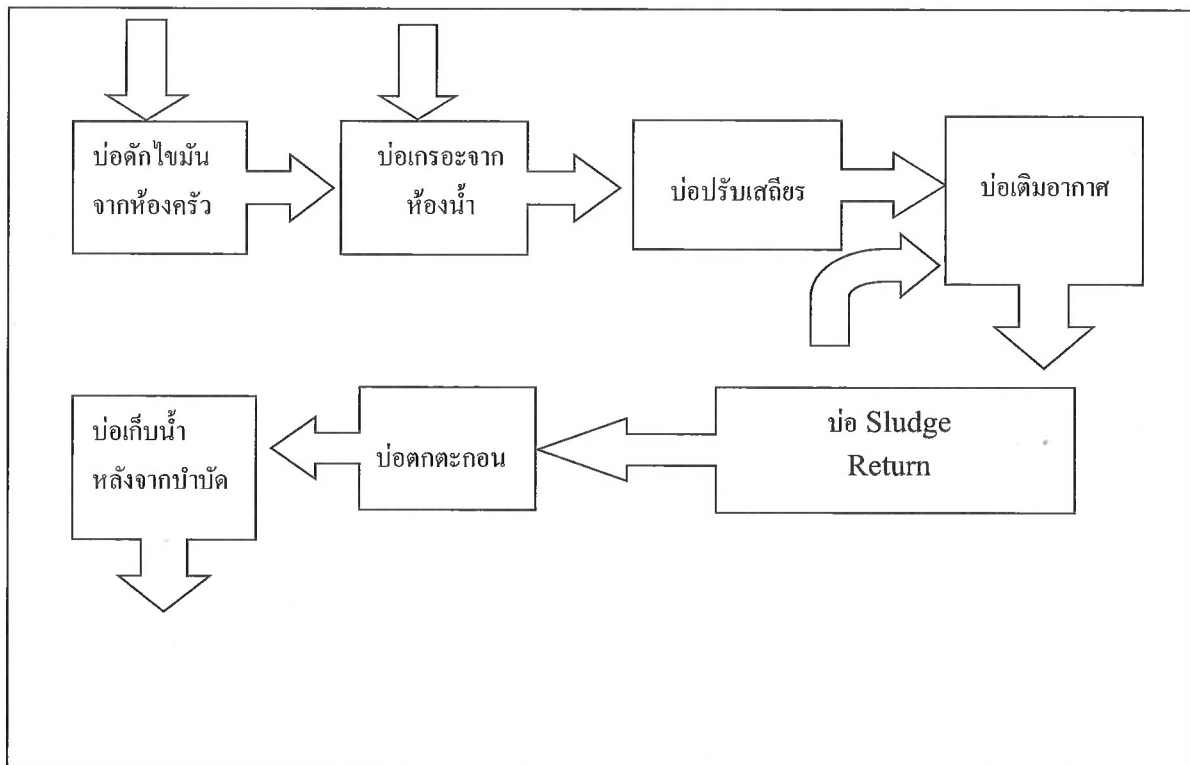 บ่อดักไขมัน
จากห้องครัว
บ่อเกรอะจาก
ห้องน้ำ
บ่อปรับเสถียร
บ่อเติมอากาศ
บ่อเก็บน้ำ
หลังจากบำบัด
บ่อตกตะกอน
บ่อ Sludge
Return